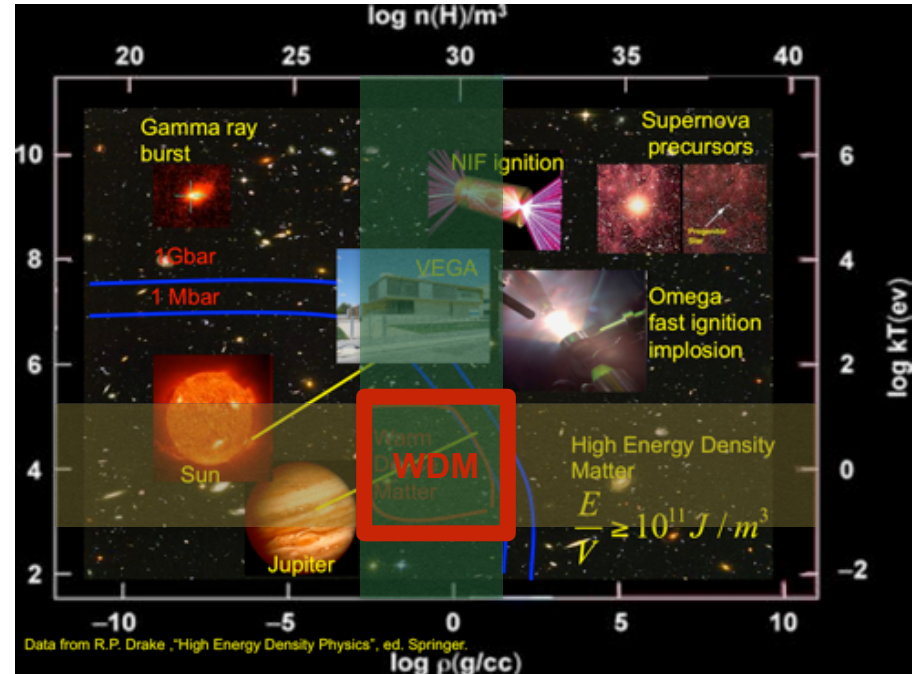 log n(H)/m³
20 25 30 35 40
Gamma ray
burst
NIF ignition
Supernova
precursors
10
6
Progenitor
Star
1Gbar
8
VEGA
4
1 Mbar
Omega
fast ignition
implosion
6
2
log kT(ev)
Warm
D
Matter
WDM
High Energy Density
Matter
4
0
Sun
E/V ≥ 10¹¹ J / m³
Jupiter
2
−2
−10 −5 0 5 10
Data from R.P. Drake ,"High Energy Density Physics", ed. Springer.
log ρ(g/cc)